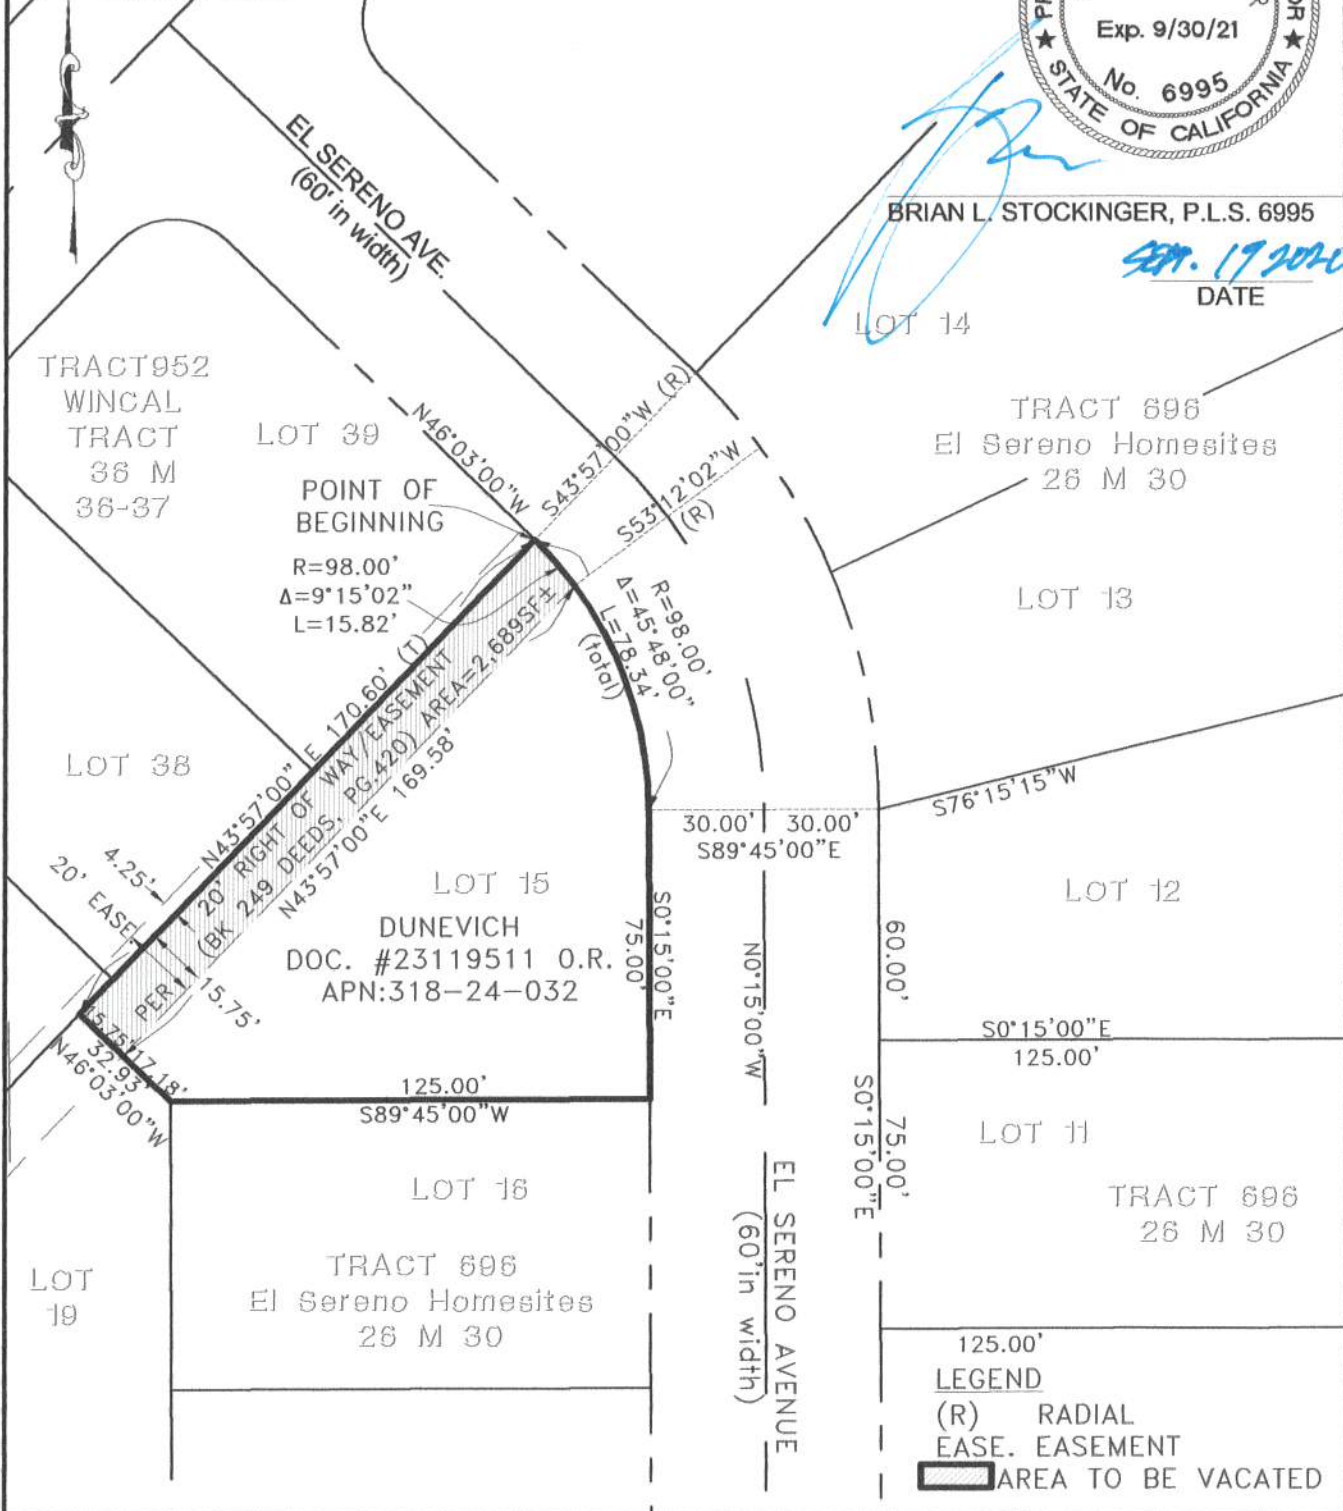 Exp. 9/30/21
No. 6995
STATE OF CALIFORNIA
BRIAN L. STOCKINGER, P.L.S. 6995
SEPT. 19 2020
DATE
EL SERENO AVE.
(60' in width)
LOT 14
TRACT952
WINCAL
TRACT
36 M
36-37
LOT 39
N46°03'00"W
S43°57'00"W (R)
S53°12'02"W
(R)
TRACT 696
El Sereno Homesites
26 M 30
POINT OF
BEGINNING
R=98.00'
Δ=9°15'02"
L=15.82'
R=98.00'
Δ=45°48'00"
L=78.34'
(total)
LOT 13
N43°57'00" E 170.60' (T)
20' RIGHT OF WAY/EASEMENT
(BK 249 DEEDS, PG.420) AREA=2,689SF±
N43°57'00"E 169.58'
LOT 38
S76°15'15"W
30.00' 30.00'
S89°45'00"E
4.25'
20' EASE.
PER
15.75'
LOT 15
DUNEVICH
DOC. #23119511 O.R.
APN:318-24-032
S0°15'00"E
75.00'
N0°15'00"W
60.00'
LOT 12
15.75'
17.18'
32.93'
N46°03'00"W
125.00'
S89°45'00"W
S0°15'00"E
125.00'
S0°15'00"E
75.00'
LOT 11
TRACT 696
26 M 30
LOT 16
TRACT 696
El Sereno Homesites
26 M 30
LOT
19
EL SERENO AVENUE
(60'in width)
125.00'
LEGEND
(R) RADIAL
EASE. EASEMENT
AREA TO BE VACATED